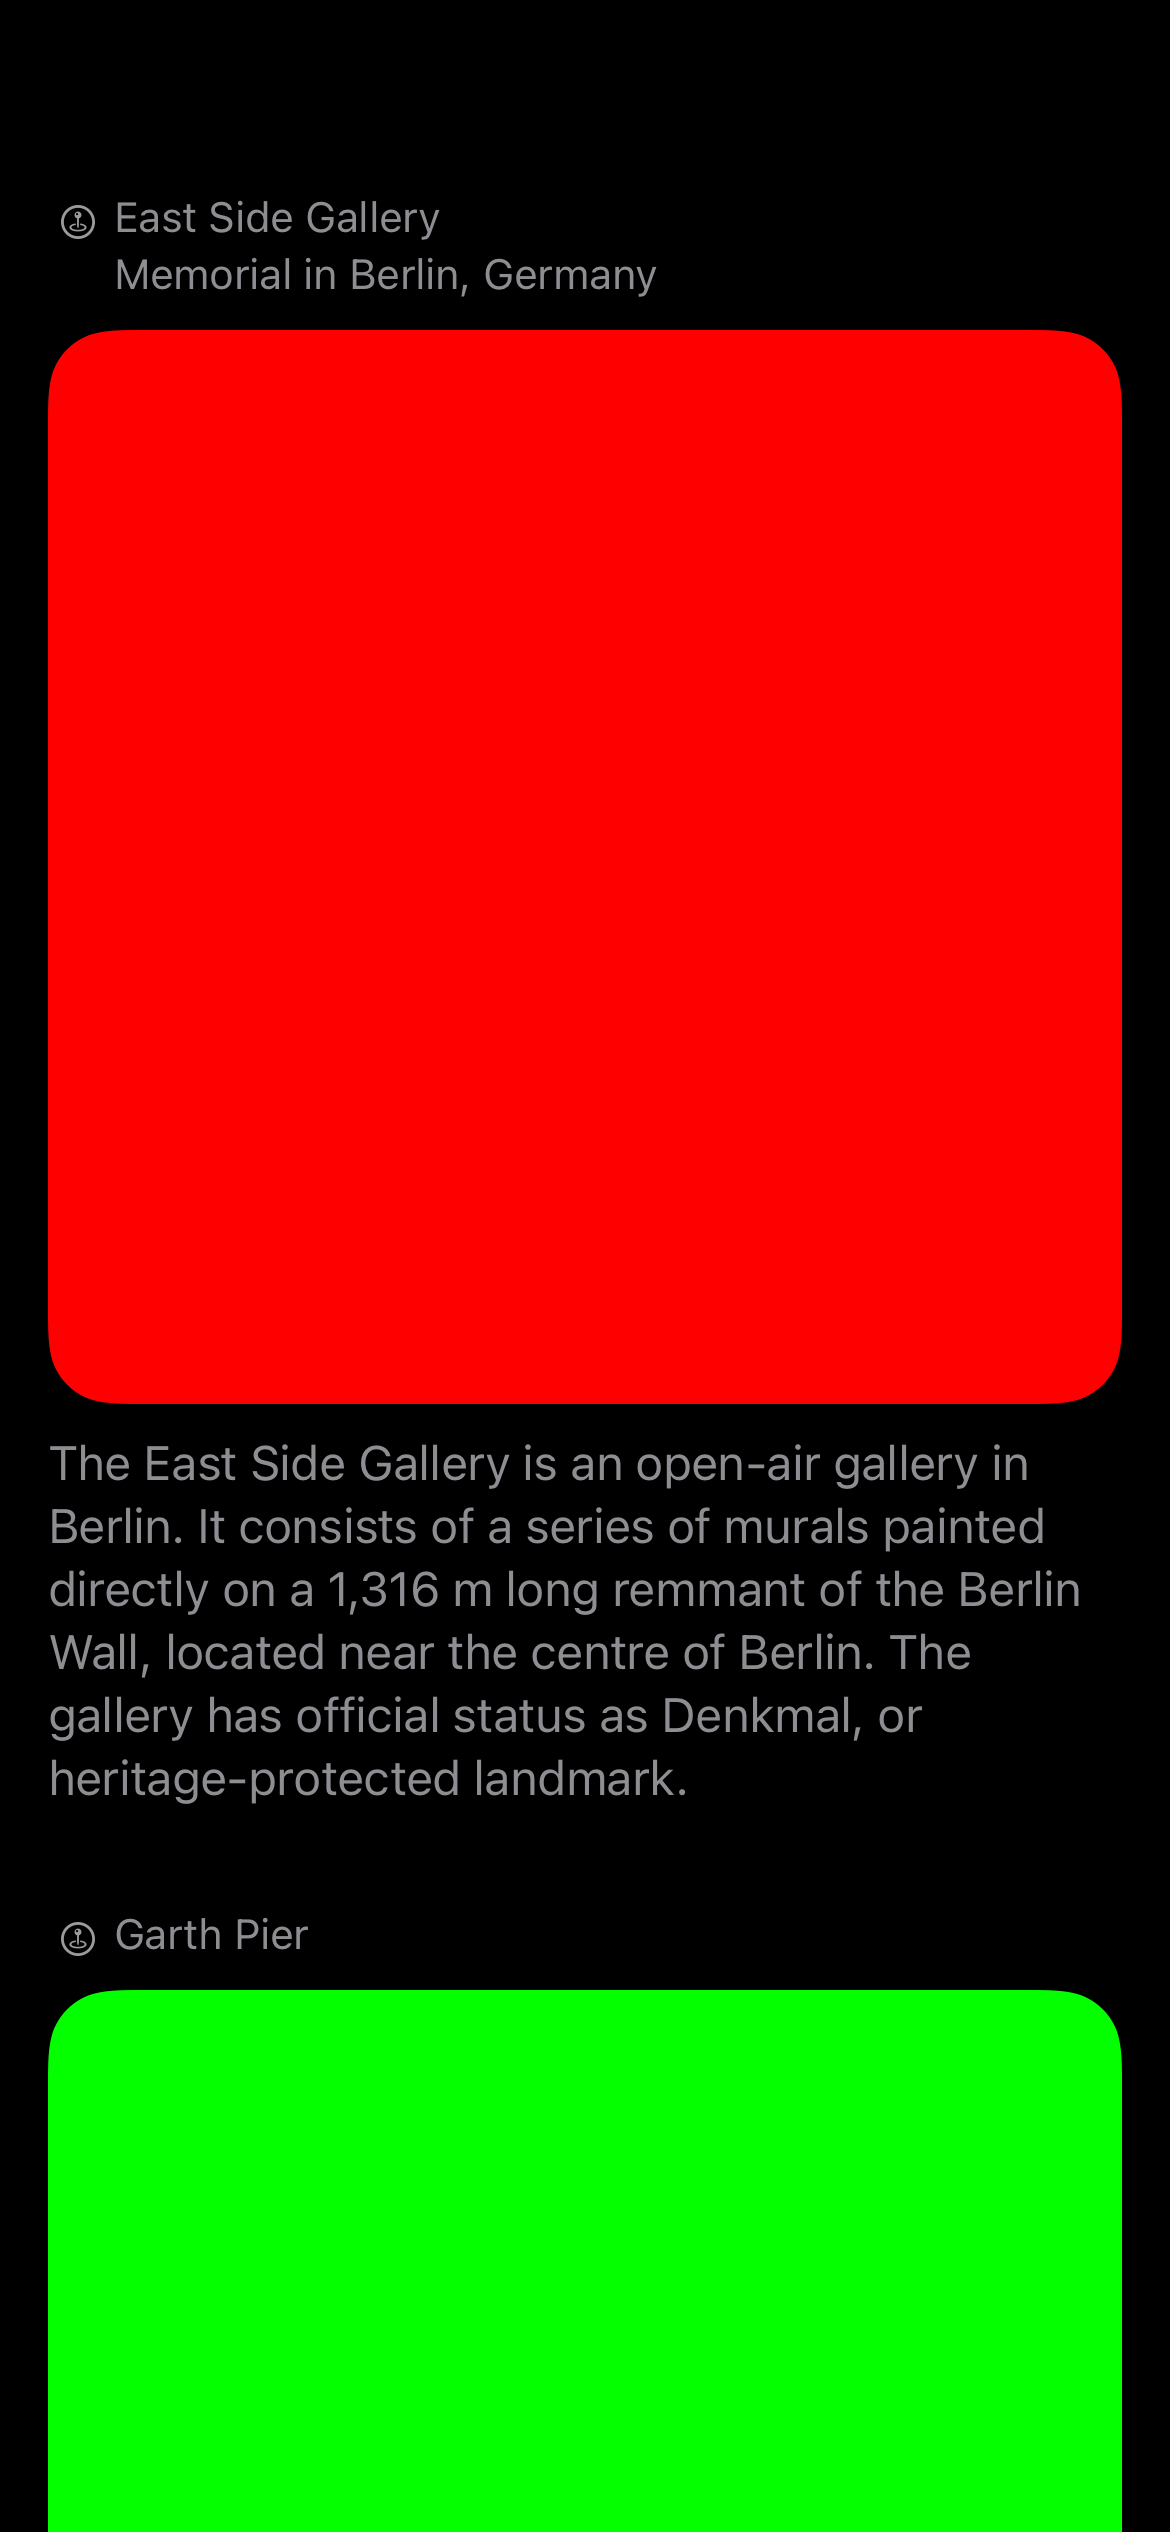 East Side Gallery
Memorial in Berlin, Germany
The East Side Gallery is an open-air gallery in
Berlin. It consists of a series of murals painted
directly on a 1,316 m long remmant of the Berlin
Wall, located near the centre of Berlin. The
gallery has official status as Denkmal, or
heritage-protected landmark.
Garth Pier